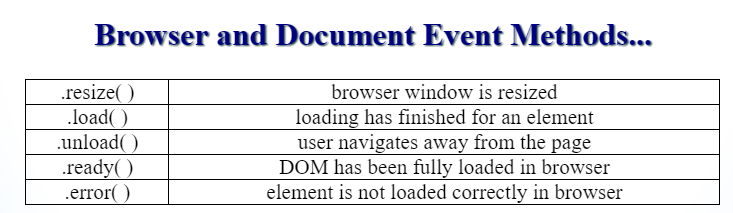 Browser and Document Event Methods...
.resize( ) browser window is resized
.load( ) loading has finished for an element
.unload( ) user navigates away from the page
.ready( ) DOM has been fully loaded in browser
.error( ) element is not loaded correctly in browser